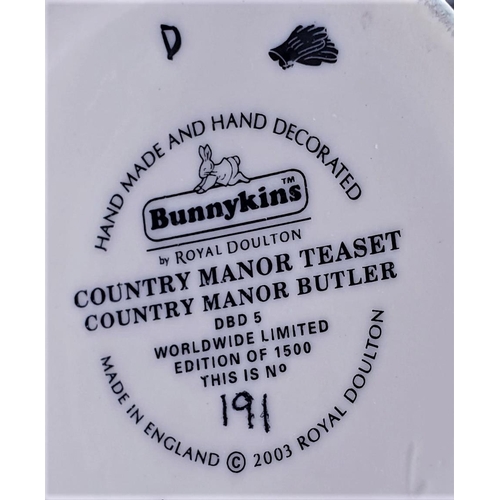 D
HAND MADE AND HAND DECORATED
Bunnykins™
by ROYAL DOULTON
COUNTRY MANOR TEASET
COUNTRY MANOR BUTLER
DBD 5
WORLDWIDE LIMITED
EDITION OF 1500
THIS IS Nº
191
MADE IN ENGLAND © 2003 ROYAL DOULTON